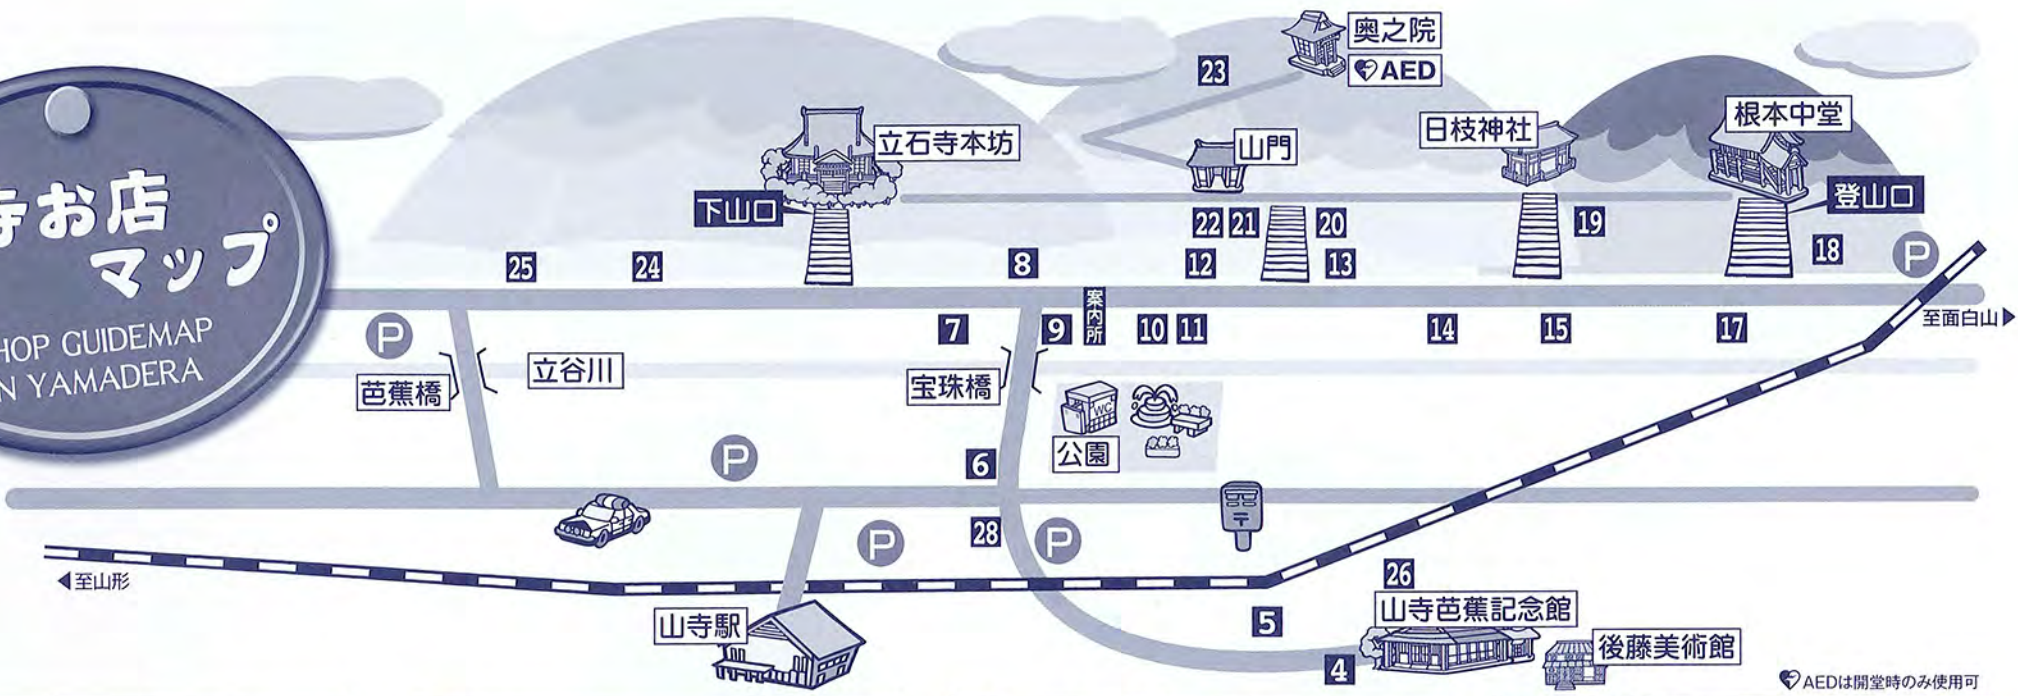 寺お店
マップ
HOP GUIDEMAP
N YAMADERA
奥之院
AED
23
立石寺本坊
山門
日枝神社
根本中堂
下山口
登山口
22 21 20 19
25 24 8 12 13 18 P
案内所
P 7 9 10 11 14 15 17
至面白山▶
芭蕉橋
立谷川
宝珠橋
WC
公園
P 6
28 P P
〒
◀至山形
26
山寺駅
5
山寺芭蕉記念館
4
後藤美術館
AEDは開堂時のみ使用可